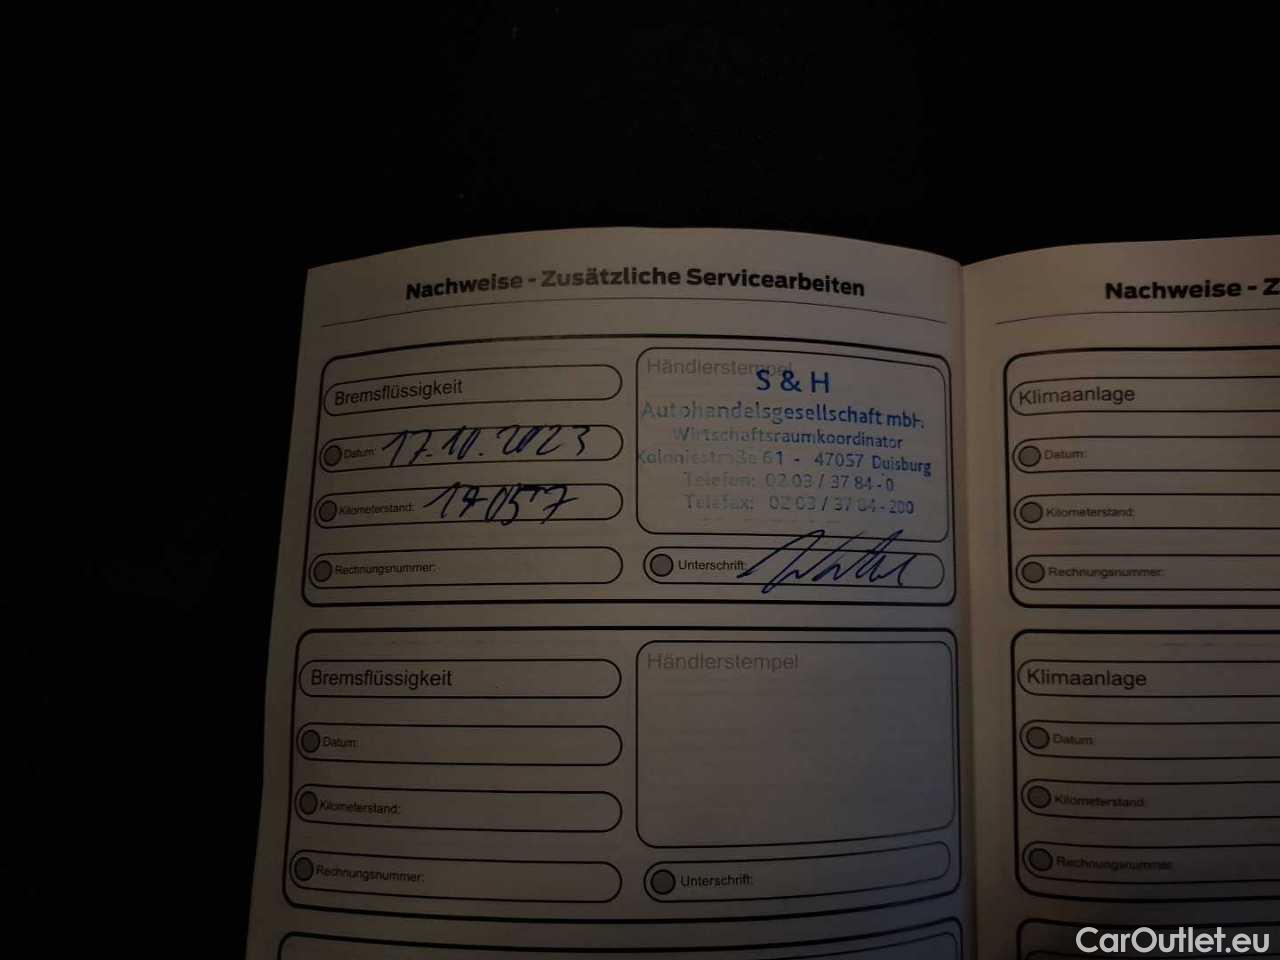 Nachweise - Zusätzliche Servicearbeiten
Bremsflüssigkeit
Datum: 17.10.2023
Kilometerstand:
Rechnungsnummer:
Händlerstempel
S & H
Autohandelsgesellschaft mbH.
Wirtschaftsraumkoordinator
Koloniestraße 61 - 47057 Duisburg
Telefon: 02 03 / 37 84 - 0
Telefax: 02 03 / 37 84 - 200
Unterschrift:
Bremsflüssigkeit
Datum:
Kilometerstand:
Rechnungsnummer:
Händlerstempel
Unterschrift:
Nachweise - Z
Klimaanlage
Datum:
Kilometerstand:
Rechnungsnummer:
Klimaanlage
Datum:
Kilometerstand:
Rechnungsnummer:
CarOutlet.eu